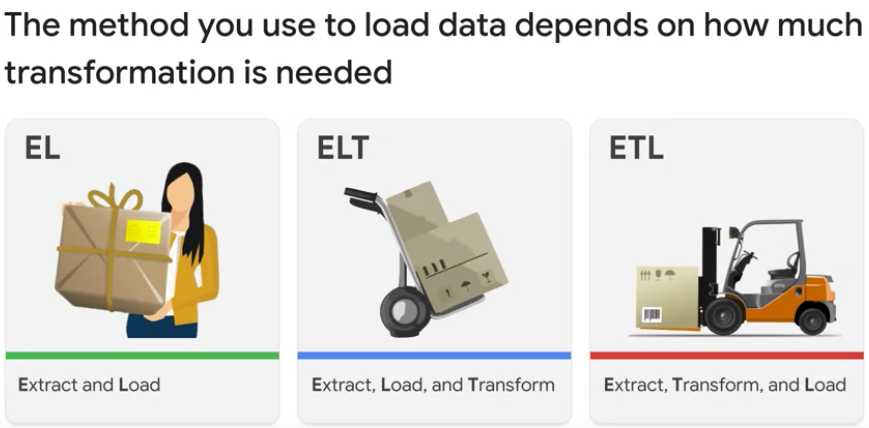 The method you use to load data depends on how much
transformation is needed
EL
ELT
ETL
Extract and Load
Extract, Load, and Transform
Extract, Transform, and Load